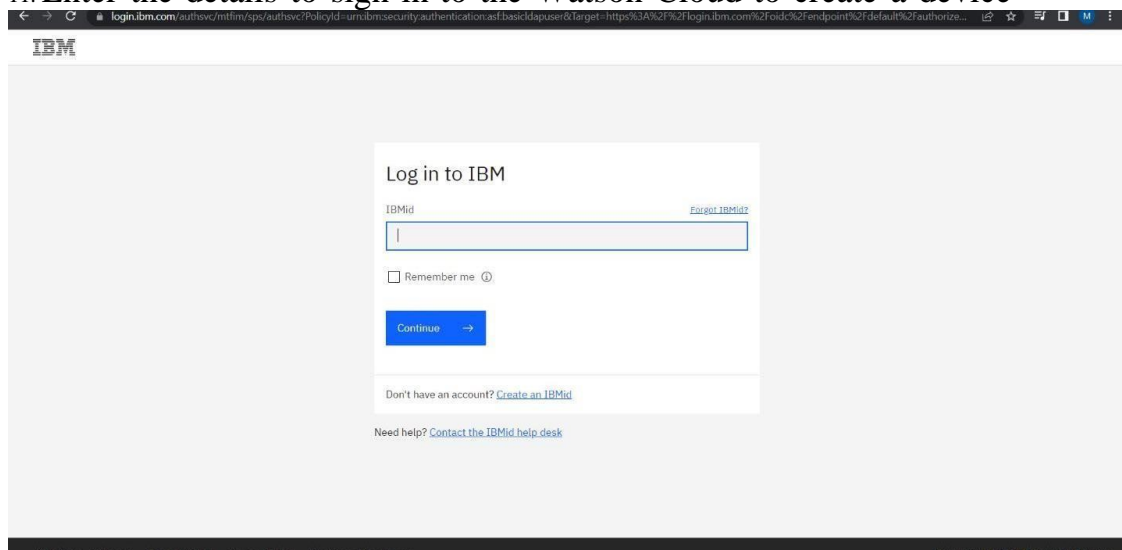 Enter the details to sign in to the Watson Cloud to create a device
login.ibm.com/authsvc/mtfim/sps/authsvc?PolicyId=urn:ibm:security:authentication:asf:basicldapuser&Target=https%3A%2F%2Flogin.ibm.com%2Foidc%2Fendpoint%2Fdefault%2Fauthorize... M
IBM
Log in to IBM
IBMid Forgot IBMid?
Remember me
Continue →
Don't have an account? Create an IBMid
Need help? Contact the IBMid help desk